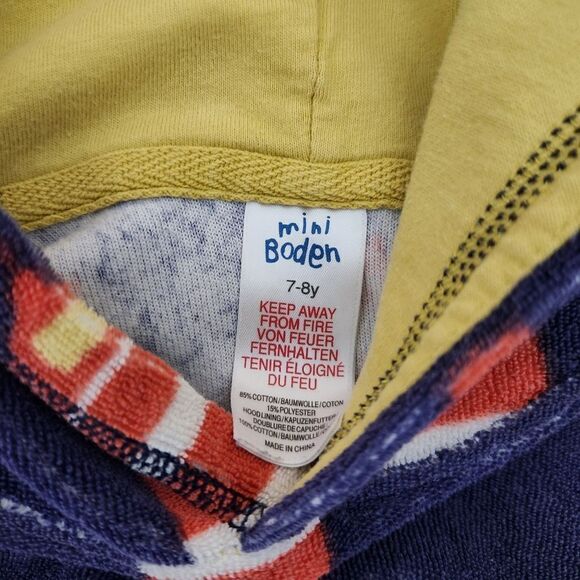 mini
Boden
7-8y
KEEP AWAY
FROM FIRE
VON FEUER
FERNHALTEN
TENIR ÉLOIGNÉ
DU FEU
85% COTTON/BAUMWOLLE/COTON
15% POLYESTER
HOOD LINING/KAPUZENFUTTER
DOUBLURE DE CAPUCHE
100% COTTON/BAUMWOLLE/
MADE IN CHINA